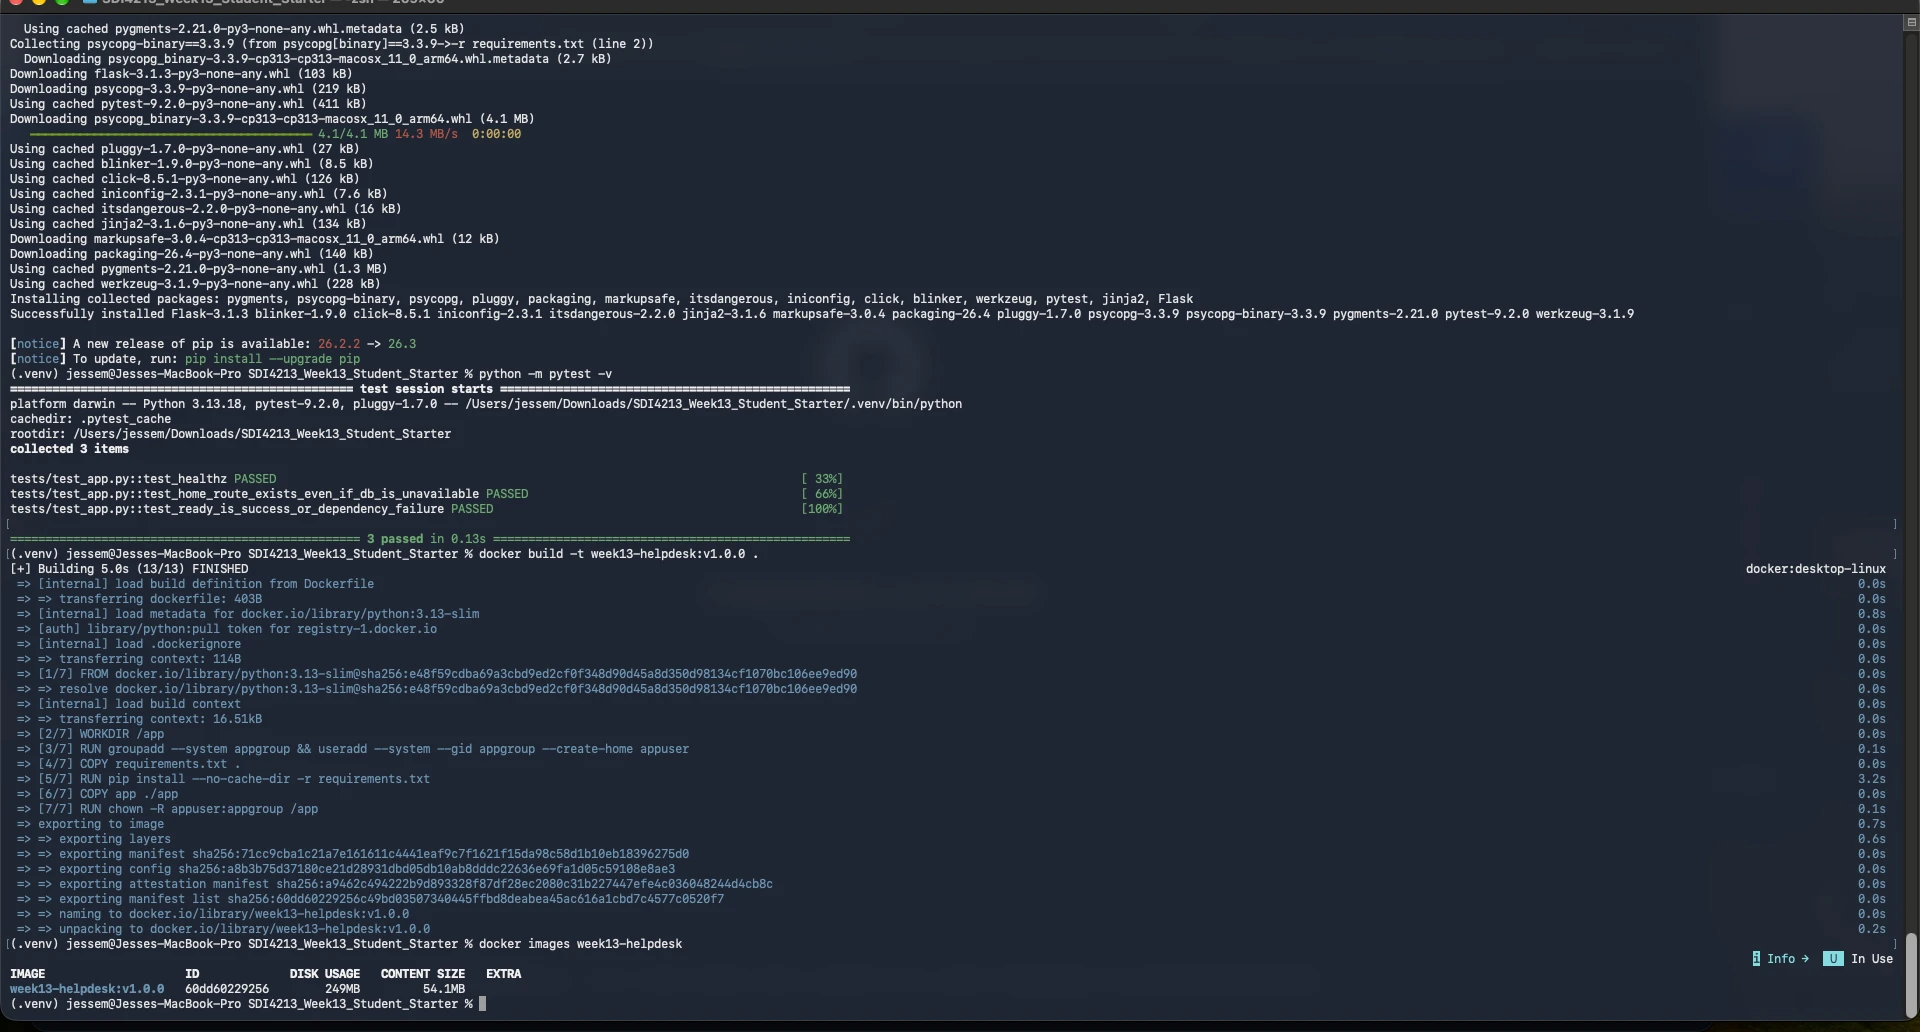 SDI4213_Week13_Student_Starter — -zsh — 265×66
Using cached pygments-2.21.0-py3-none-any.whl.metadata (2.5 kB)
Collecting psycopg-binary==3.3.9 (from psycopg[binary]==3.3.9->-r requirements.txt (line 2))
Downloading psycopg_binary-3.3.9-cp313-cp313-macosx_11_0_arm64.whl.metadata (2.7 kB)
Downloading flask-3.1.3-py3-none-any.whl (103 kB)
Downloading psycopg-3.3.9-py3-none-any.whl (219 kB)
Using cached pytest-9.2.0-py3-none-any.whl (411 kB)
Downloading psycopg_binary-3.3.9-cp313-cp313-macosx_11_0_arm64.whl (4.1 MB)
4.1/4.1 MB 14.3 MB/s 0:00:00
Using cached pluggy-1.7.0-py3-none-any.whl (27 kB)
Using cached blinker-1.9.0-py3-none-any.whl (8.5 kB)
Using cached click-8.5.1-py3-none-any.whl (126 kB)
Using cached iniconfig-2.3.1-py3-none-any.whl (7.6 kB)
Using cached itsdangerous-2.2.0-py3-none-any.whl (16 kB)
Using cached jinja2-3.1.6-py3-none-any.whl (134 kB)
Downloading markupsafe-3.0.4-cp313-cp313-macosx_11_0_arm64.whl (12 kB)
Downloading packaging-26.4-py3-none-any.whl (140 kB)
Using cached pygments-2.21.0-py3-none-any.whl (1.3 MB)
Using cached werkzeug-3.1.9-py3-none-any.whl (228 kB)
Installing collected packages: pygments, psycopg-binary, psycopg, pluggy, packaging, markupsafe, itsdangerous, iniconfig, click, blinker, werkzeug, pytest, jinja2, Flask
Successfully installed Flask-3.1.3 blinker-1.9.0 click-8.5.1 iniconfig-2.3.1 itsdangerous-2.2.0 jinja2-3.1.6 markupsafe-3.0.4 packaging-26.4 pluggy-1.7.0 psycopg-3.3.9 psycopg-binary-3.3.9 pygments-2.21.0 pytest-9.2.0 werkzeug-3.1.9
[notice] A new release of pip is available: 26.2.2 -> 26.3
[notice] To update, run: pip install --upgrade pip
(.venv) jessem@Jesses-MacBook-Pro SDI4213_Week13_Student_Starter % python -m pytest -v
test session starts
platform darwin -- Python 3.13.18, pytest-9.2.0, pluggy-1.7.0 -- /Users/jessem/Downloads/SDI4213_Week13_Student_Starter/.venv/bin/python
cachedir: .pytest_cache
rootdir: /Users/jessem/Downloads/SDI4213_Week13_Student_Starter
collected 3 items
tests/test_app.py::test_healthz PASSED [ 33%]
tests/test_app.py::test_home_route_exists_even_if_db_is_unavailable PASSED [ 66%]
tests/test_app.py::test_ready_is_success_or_dependency_failure PASSED [100%]
3 passed in 0.13s
(.venv) jessem@Jesses-MacBook-Pro SDI4213_Week13_Student_Starter % docker build -t week13-helpdesk:v1.0.0 .
[+] Building 5.0s (13/13) FINISHED docker:desktop-linux
=> [internal] load build definition from Dockerfile 0.0s
=> => transferring dockerfile: 403B 0.0s
=> [internal] load metadata for docker.io/library/python:3.13-slim 0.8s
=> [auth] library/python:pull token for registry-1.docker.io 0.0s
=> [internal] load .dockerignore 0.0s
=> => transferring context: 114B 0.0s
=> [1/7] FROM docker.io/library/python:3.13-slim@sha256:e48f59cdba69a3cbd9ed2cf0f348d90d45a8d350d98134cf1070bc106ee9ed90 0.0s
=> => resolve docker.io/library/python:3.13-slim@sha256:e48f59cdba69a3cbd9ed2cf0f348d90d45a8d350d98134cf1070bc106ee9ed90 0.0s
=> [internal] load build context 0.0s
=> => transferring context: 16.51kB 0.0s
=> [2/7] WORKDIR /app 0.0s
=> [3/7] RUN groupadd --system appgroup && useradd --system --gid appgroup --create-home appuser 0.1s
=> [4/7] COPY requirements.txt . 0.0s
=> [5/7] RUN pip install --no-cache-dir -r requirements.txt 3.2s
=> [6/7] COPY app ./app 0.0s
=> [7/7] RUN chown -R appuser:appgroup /app 0.1s
=> exporting to image 0.7s
=> => exporting layers 0.6s
=> => exporting manifest sha256:71cc9cba1c21a7e161611c4441eaf9c7f1621f15da98c58d1b10eb18396275d0 0.0s
=> => exporting config sha256:a8b3b75d37180ce21d28931dbd05db10ab8dddc22636e69fa1d05c59108e8ae3 0.0s
=> => exporting attestation manifest sha256:a9462c494222b9d893328f87df28ec2080c31b227447efe4c036048244d4cb8c 0.0s
=> => exporting manifest list sha256:60dd60229256c49bd03507340445ffbd8deabea45ac616a1cbd7c4577c0520f7 0.0s
=> => naming to docker.io/library/week13-helpdesk:v1.0.0 0.0s
=> => unpacking to docker.io/library/week13-helpdesk:v1.0.0 0.2s
(.venv) jessem@Jesses-MacBook-Pro SDI4213_Week13_Student_Starter % docker images week13-helpdesk
i Info → U In Use
IMAGE ID DISK USAGE CONTENT SIZE EXTRA
week13-helpdesk:v1.0.0 60dd60229256 249MB 54.1MB
(.venv) jessem@Jesses-MacBook-Pro SDI4213_Week13_Student_Starter %